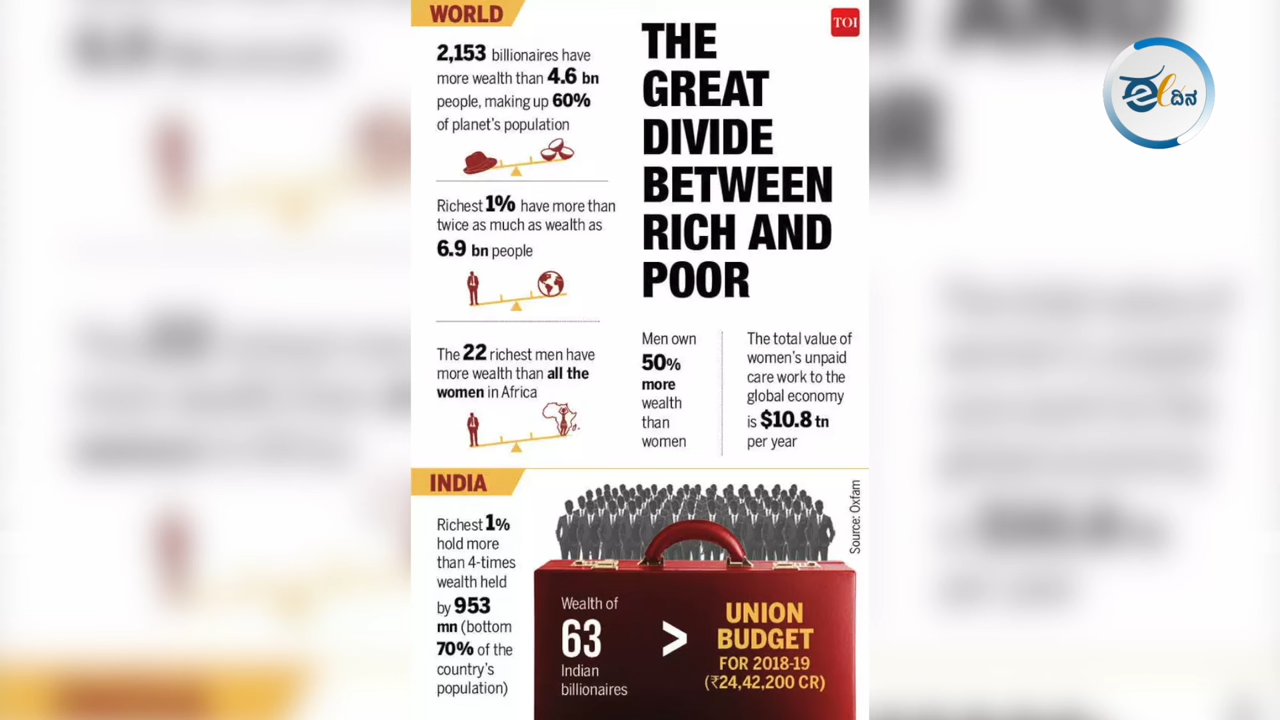 WORLD
2,153 billionaires have
more wealth than 4.6 bn
people, making up 60%
of planet's population
Richest 1% have more than
twice as much as wealth as
6.9 bn people
The 22 richest men have
more wealth than all the
women in Africa
TOI
THE
GREAT
DIVIDE
BETWEEN
RICH AND
POOR
Men own
50%
more
wealth
than
women
The total value of
women's unpaid
care work to the
global economy
is $10.8 tn
per year
INDIA
Richest 1%
hold more
than 4-times
wealth held
by 953
mn (bottom
70% of the
country's
population)
Source: Oxfam
Wealth of
63
Indian
billionaires
>
UNION
BUDGET
FOR 2018-19
(₹24,42,200 CR)
ದಿನ